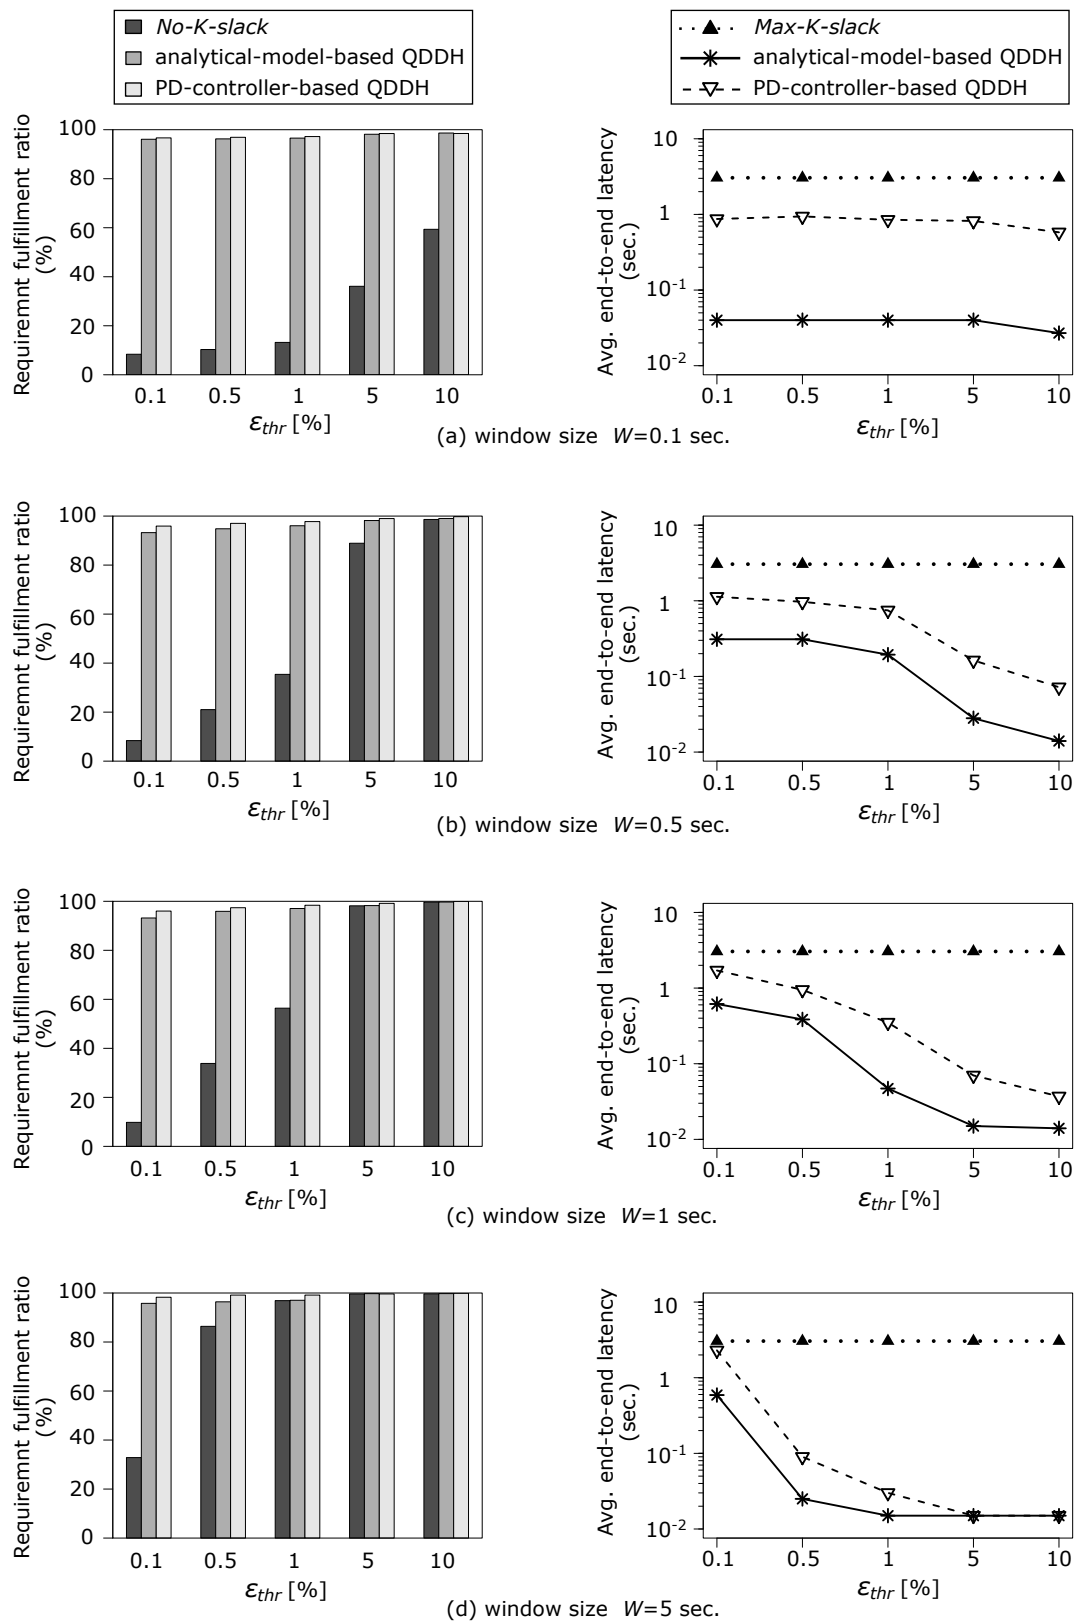 No-K-slack
analytical-model-based QDDH
PD-controller-based QDDH
Max-K-slack
analytical-model-based QDDH
PD-controller-based QDDH
Requiremnt fulfillment ratio
(%)
100
80
60
40
20
0
0.1 0.5 1 5 10
εthr [%]
Avg. end-to-end latency
(sec.)
10
1
10-1
10-2
0.1 0.5 1 5 10
εthr [%]
(a) window size W=0.1 sec.
Requiremnt fulfillment ratio
(%)
100
80
60
40
20
0
0.1 0.5 1 5 10
εthr [%]
Avg. end-to-end latency
(sec.)
10
1
10-1
10-2
0.1 0.5 1 5 10
εthr [%]
(b) window size W=0.5 sec.
Requiremnt fulfillment ratio
(%)
100
80
60
40
20
0
0.1 0.5 1 5 10
εthr [%]
Avg. end-to-end latency
(sec.)
10
1
10-1
10-2
0.1 0.5 1 5 10
εthr [%]
(c) window size W=1 sec.
Requiremnt fulfillment ratio
(%)
100
80
60
40
20
0
0.1 0.5 1 5 10
εthr [%]
Avg. end-to-end latency
(sec.)
10
1
10-1
10-2
0.1 0.5 1 5 10
εthr [%]
(d) window size W=5 sec.